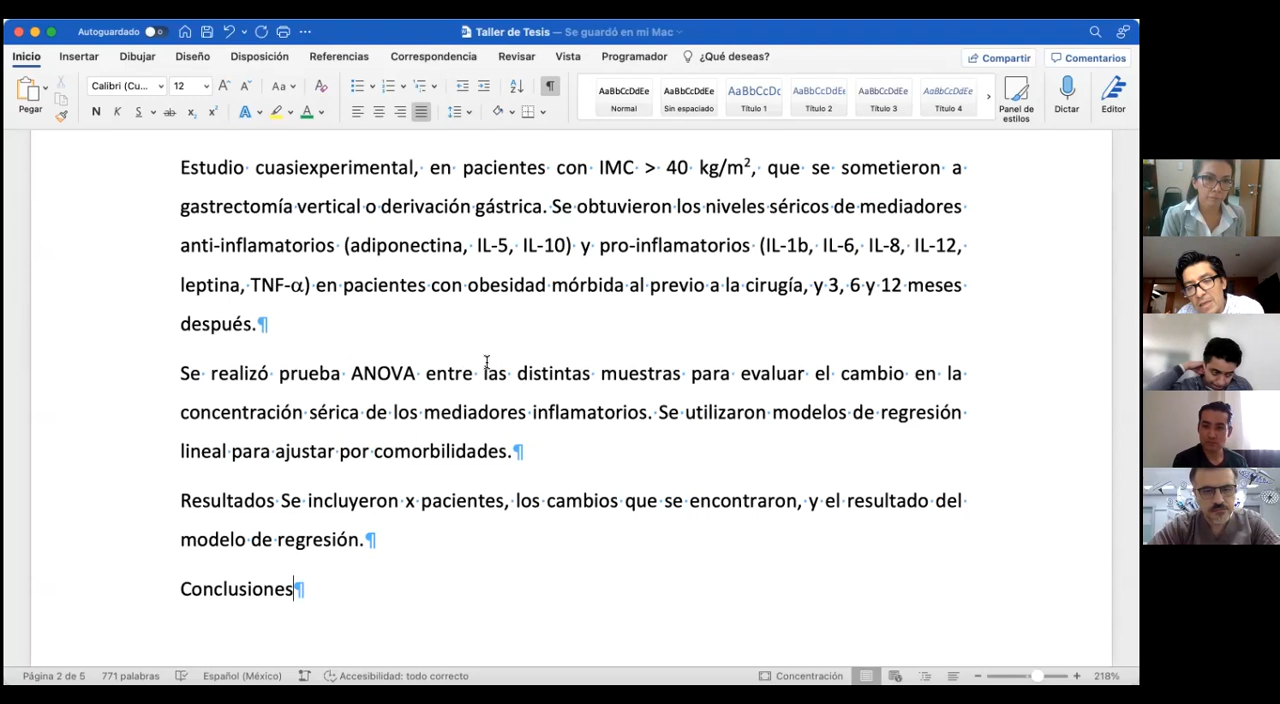 Autoguardado
Taller de Tesis — Se guardó en mi Mac
Inicio Insertar Dibujar Diseño Disposición Referencias Correspondencia Revisar Vista Programador ¿Qué deseas? Compartir Comentarios
Pegar
Calibri (Cu... 12
N K S ab x₂ x²
AaBbCcDdEe AaBbCcDdEe AaBbCcDc AaBbCcDdEe AaBbCcDdEe AaBbCcDdEe
Normal Sin espaciado Título 1 Título 2 Título 3 Título 4
Panel de estilos Dictar Editor
Estudio cuasiexperimental, en pacientes con IMC > 40 kg/m², que se sometieron a
gastrectomía vertical o derivación gástrica. Se obtuvieron los niveles séricos de mediadores
anti-inflamatorios (adiponectina, IL-5, IL-10) y pro-inflamatorios (IL-1b, IL-6, IL-8, IL-12,
leptina, TNF-α) en pacientes con obesidad mórbida al previo a la cirugía, y 3, 6 y 12 meses
después.¶
Se realizó prueba ANOVA entre las distintas muestras para evaluar el cambio en la
concentración sérica de los mediadores inflamatorios. Se utilizaron modelos de regresión
lineal para ajustar por comorbilidades.¶
Resultados Se incluyeron x pacientes, los cambios que se encontraron, y el resultado del
modelo de regresión.¶
Conclusiones¶
Página 2 de 5 771 palabras Español (México) Accesibilidad: todo correcto Concentración 218%